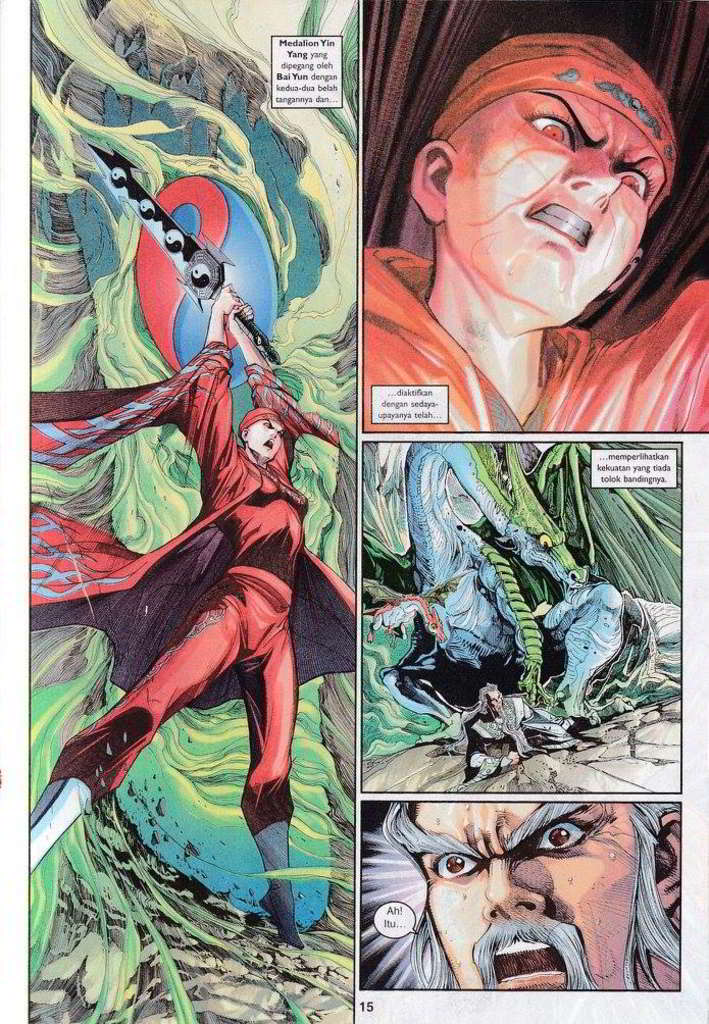 Medalion Yin
Yang yang
dipegang oleh
Bai Yun dengan
kedua-dua belah
tangannya dan...
...diaktifkan
dengan sedaya-
upayanya telah...
...memperlihatkan
kekuatan yang tiada
tolok bandingnya.
Ah!
Itu...
15